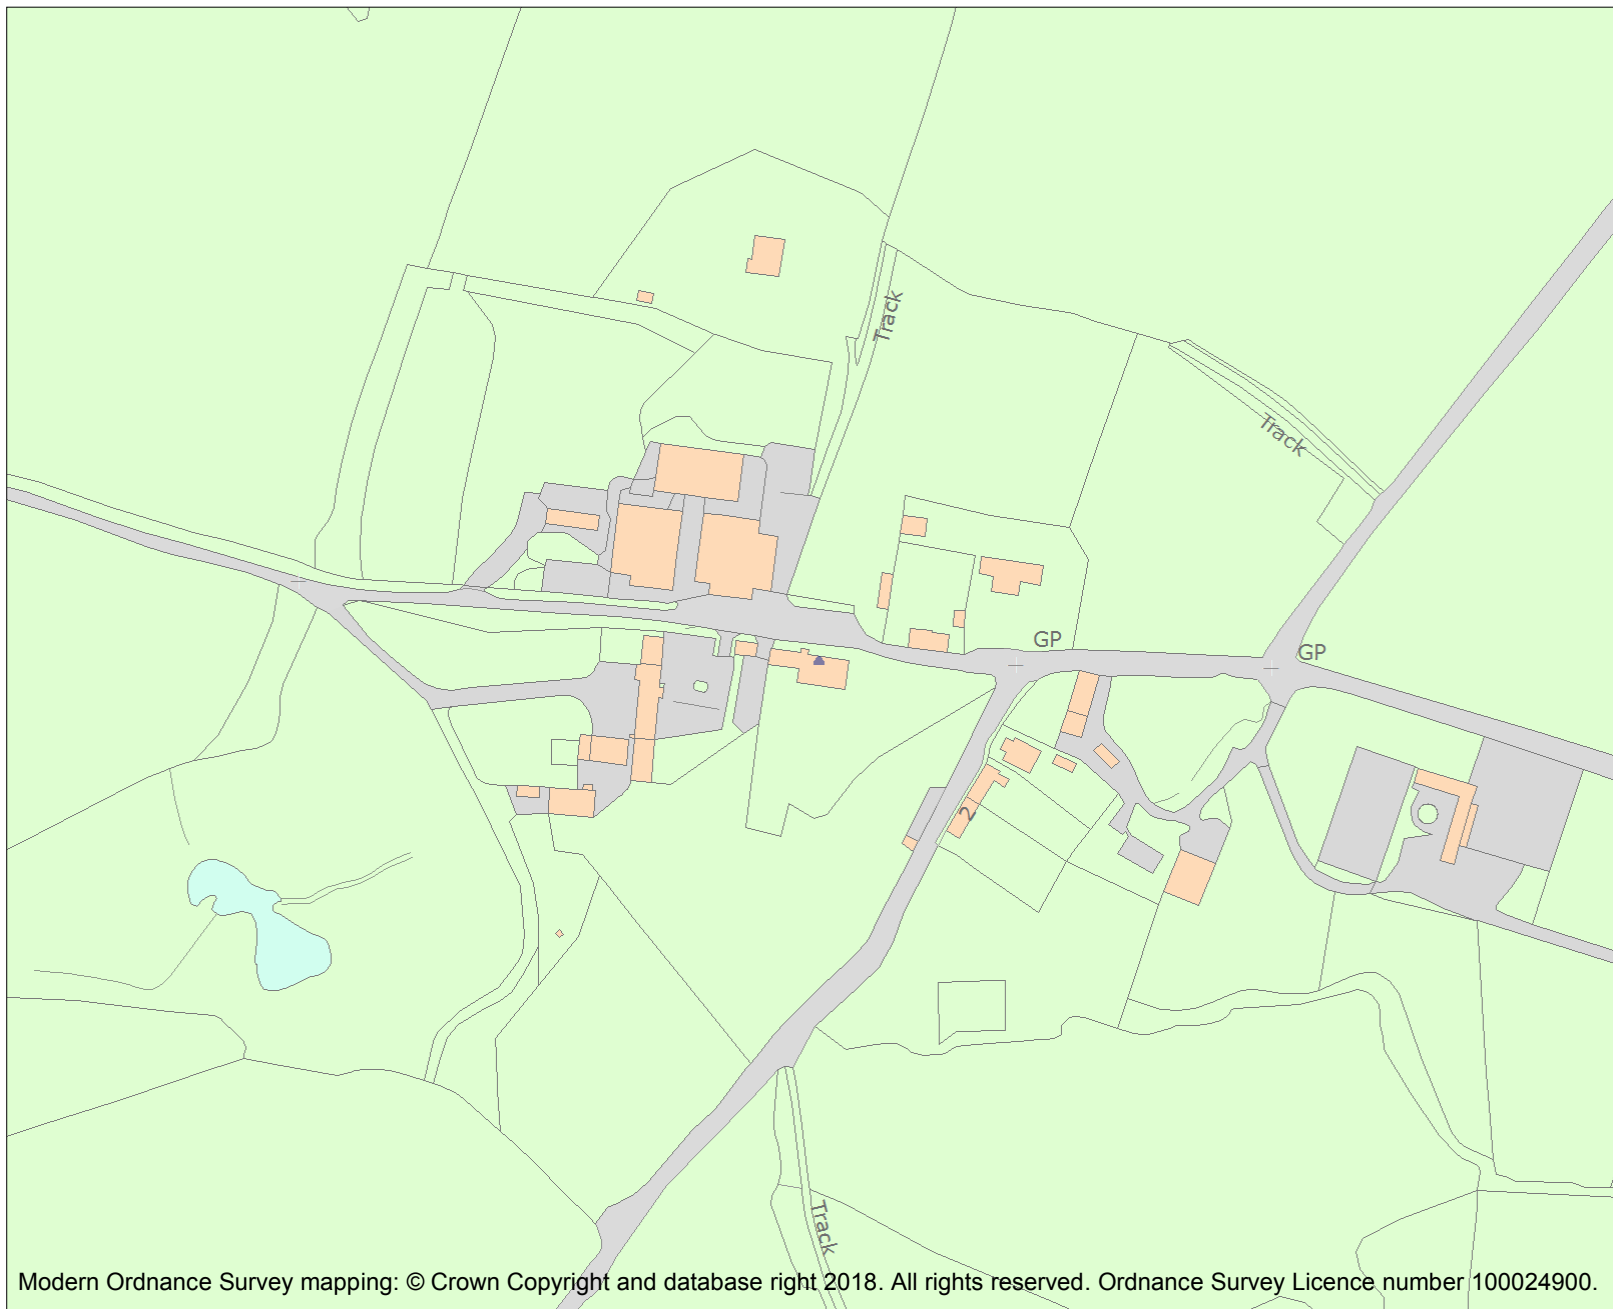 Track
Track
GP
GP
2
Track
Modern Ordnance Survey mapping: © Crown Copyright and database right 2018. All rights reserved. Ordnance Survey Licence number 100024900.